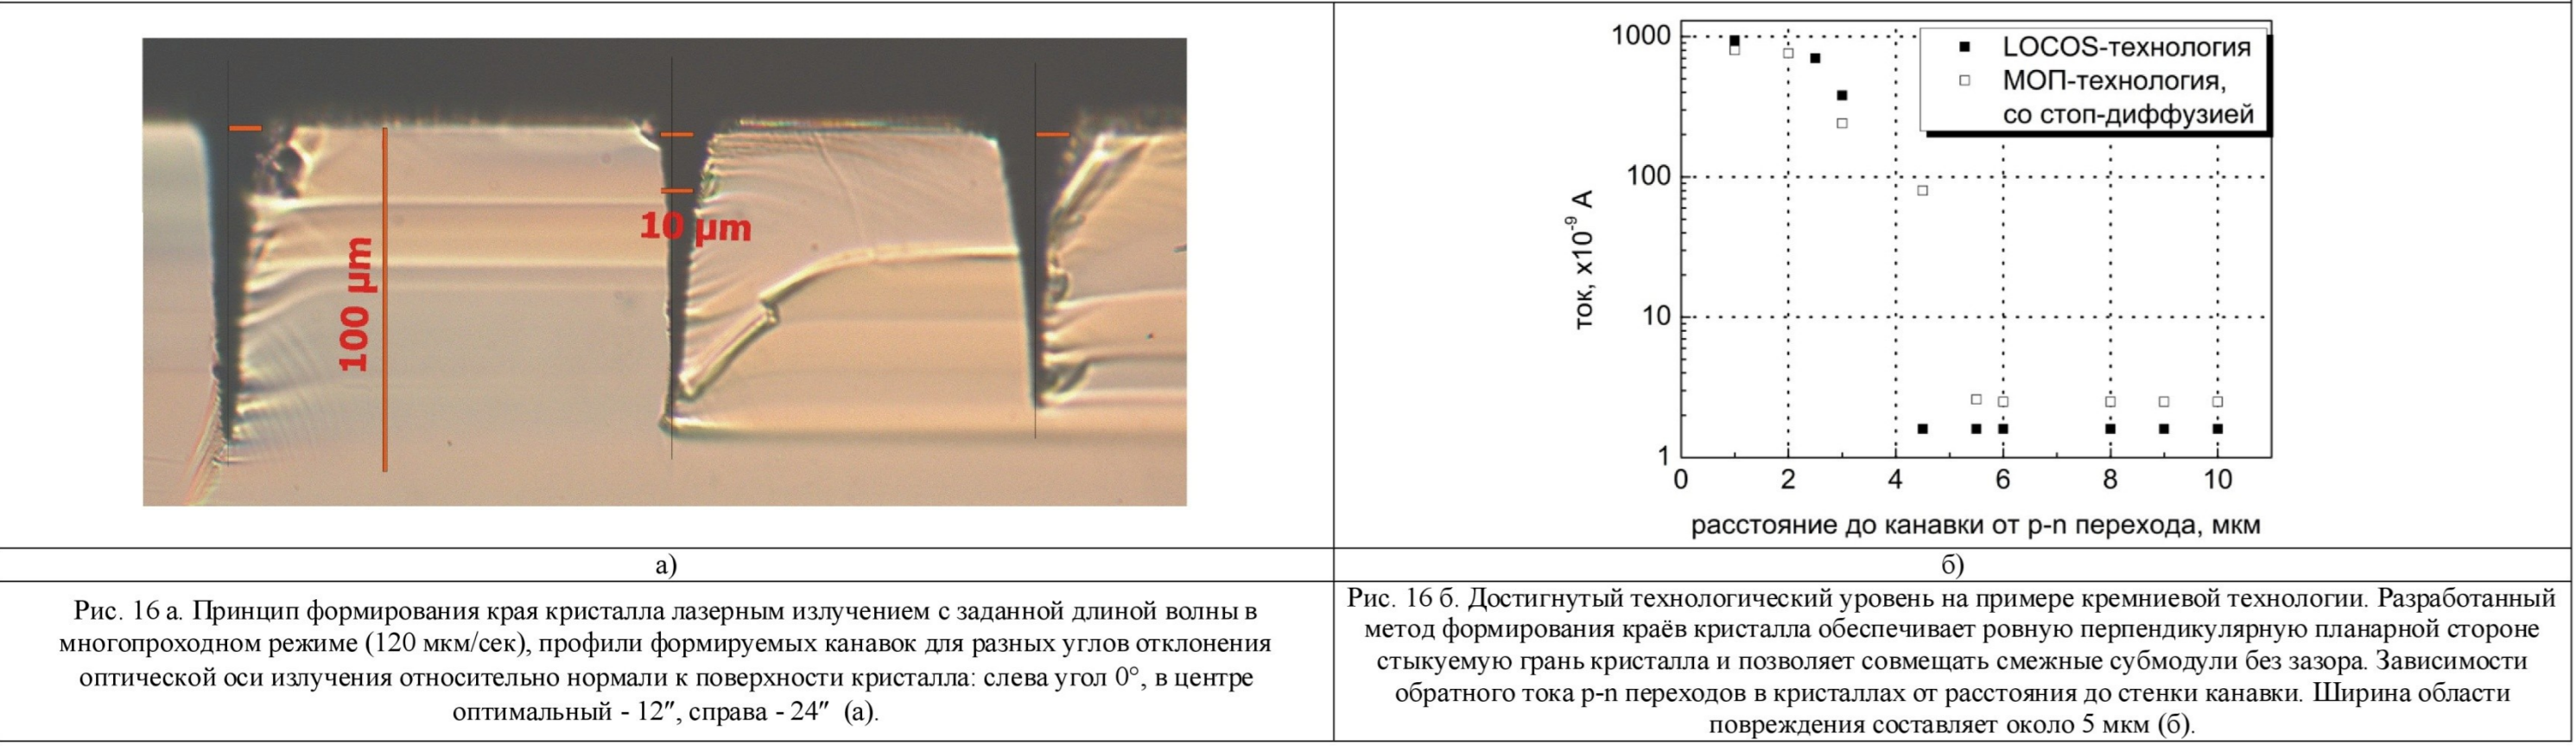 100 µm
10 µm
1000
100
10
1
ток, x10⁻⁹ А
LOCOS-технология
МОП-технология,
со стоп-диффузией
0 2 4 6 8 10
расстояние до канавки от p-n перехода, мкм
а)
б)
Рис. 16 а. Принцип формирования края кристалла лазерным излучением с заданной длиной волны в
многопроходном режиме (120 мкм/сек), профили формируемых канавок для разных углов отклонения
оптической оси излучения относительно нормали к поверхности кристалла: слева угол 0°, в центре
оптимальный - 12″, справа - 24″ (а).
Рис. 16 б. Достигнутый технологический уровень на примере кремниевой технологии. Разработанный
метод формирования краёв кристалла обеспечивает ровную перпендикулярную планарной стороне
стыкуемую грань кристалла и позволяет совмещать смежные субмодули без зазора. Зависимости
обратного тока p-n переходов в кристаллах от расстояния до стенки канавки. Ширина области
повреждения составляет около 5 мкм (б).